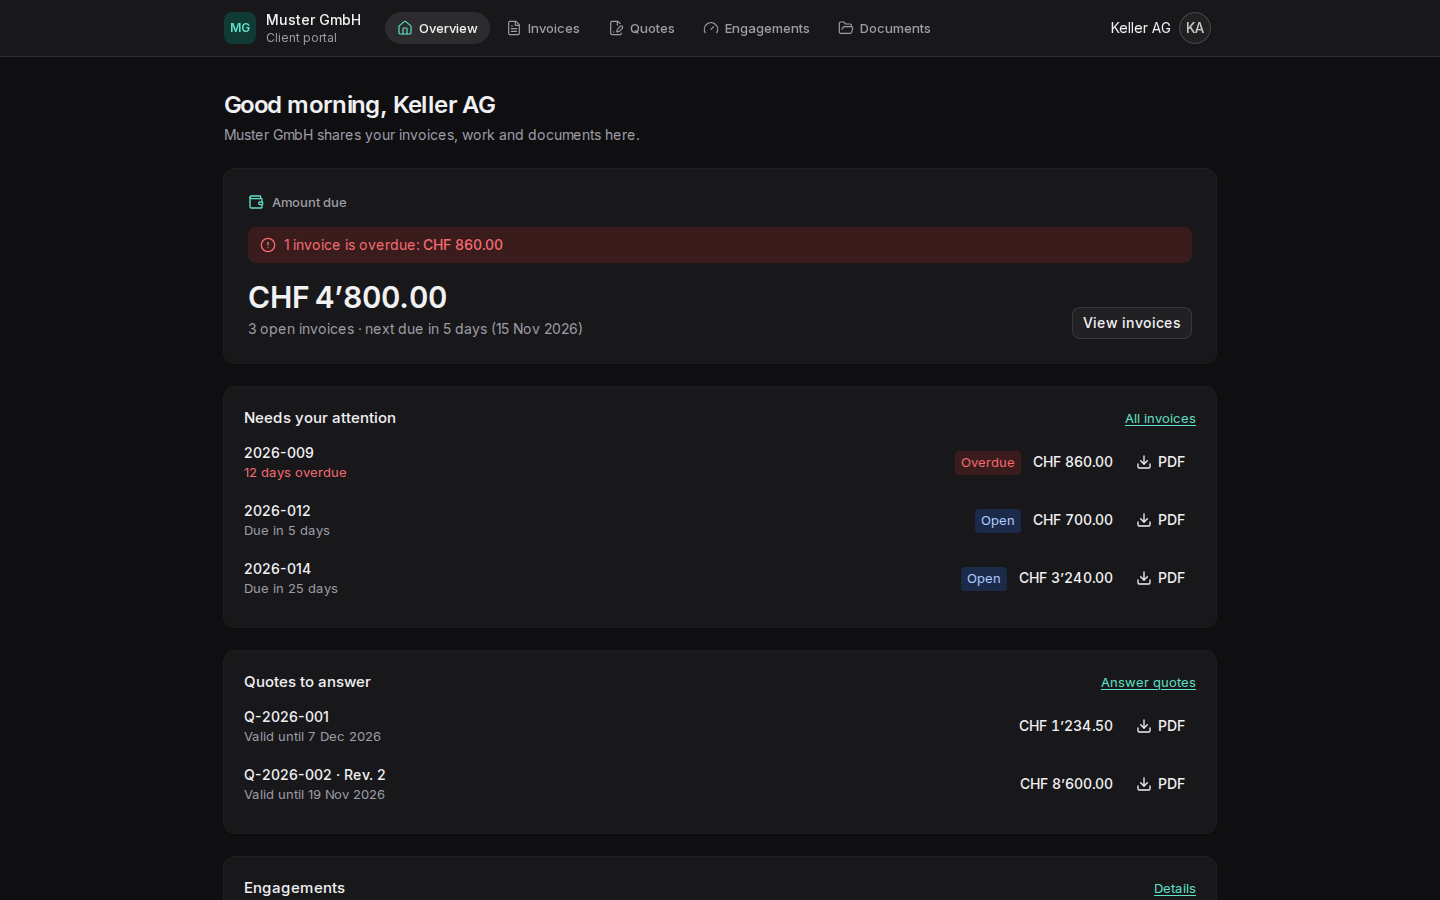 MG
Muster GmbH
Client portal
Overview
Invoices
Quotes
Engagements
Documents
Keller AG
KA
Good morning, Keller AG
Muster GmbH shares your invoices, work and documents here.
Amount due
1 invoice is overdue: CHF 860.00
CHF 4’800.00
3 open invoices · next due in 5 days (15 Nov 2026)
View invoices
Needs your attention
All invoices
2026-009
12 days overdue
Overdue
CHF 860.00
PDF
2026-012
Due in 5 days
Open
CHF 700.00
PDF
2026-014
Due in 25 days
Open
CHF 3’240.00
PDF
Quotes to answer
Answer quotes
Q-2026-001
Valid until 7 Dec 2026
CHF 1’234.50
PDF
Q-2026-002 · Rev. 2
Valid until 19 Nov 2026
CHF 8’600.00
PDF
Engagements
Details